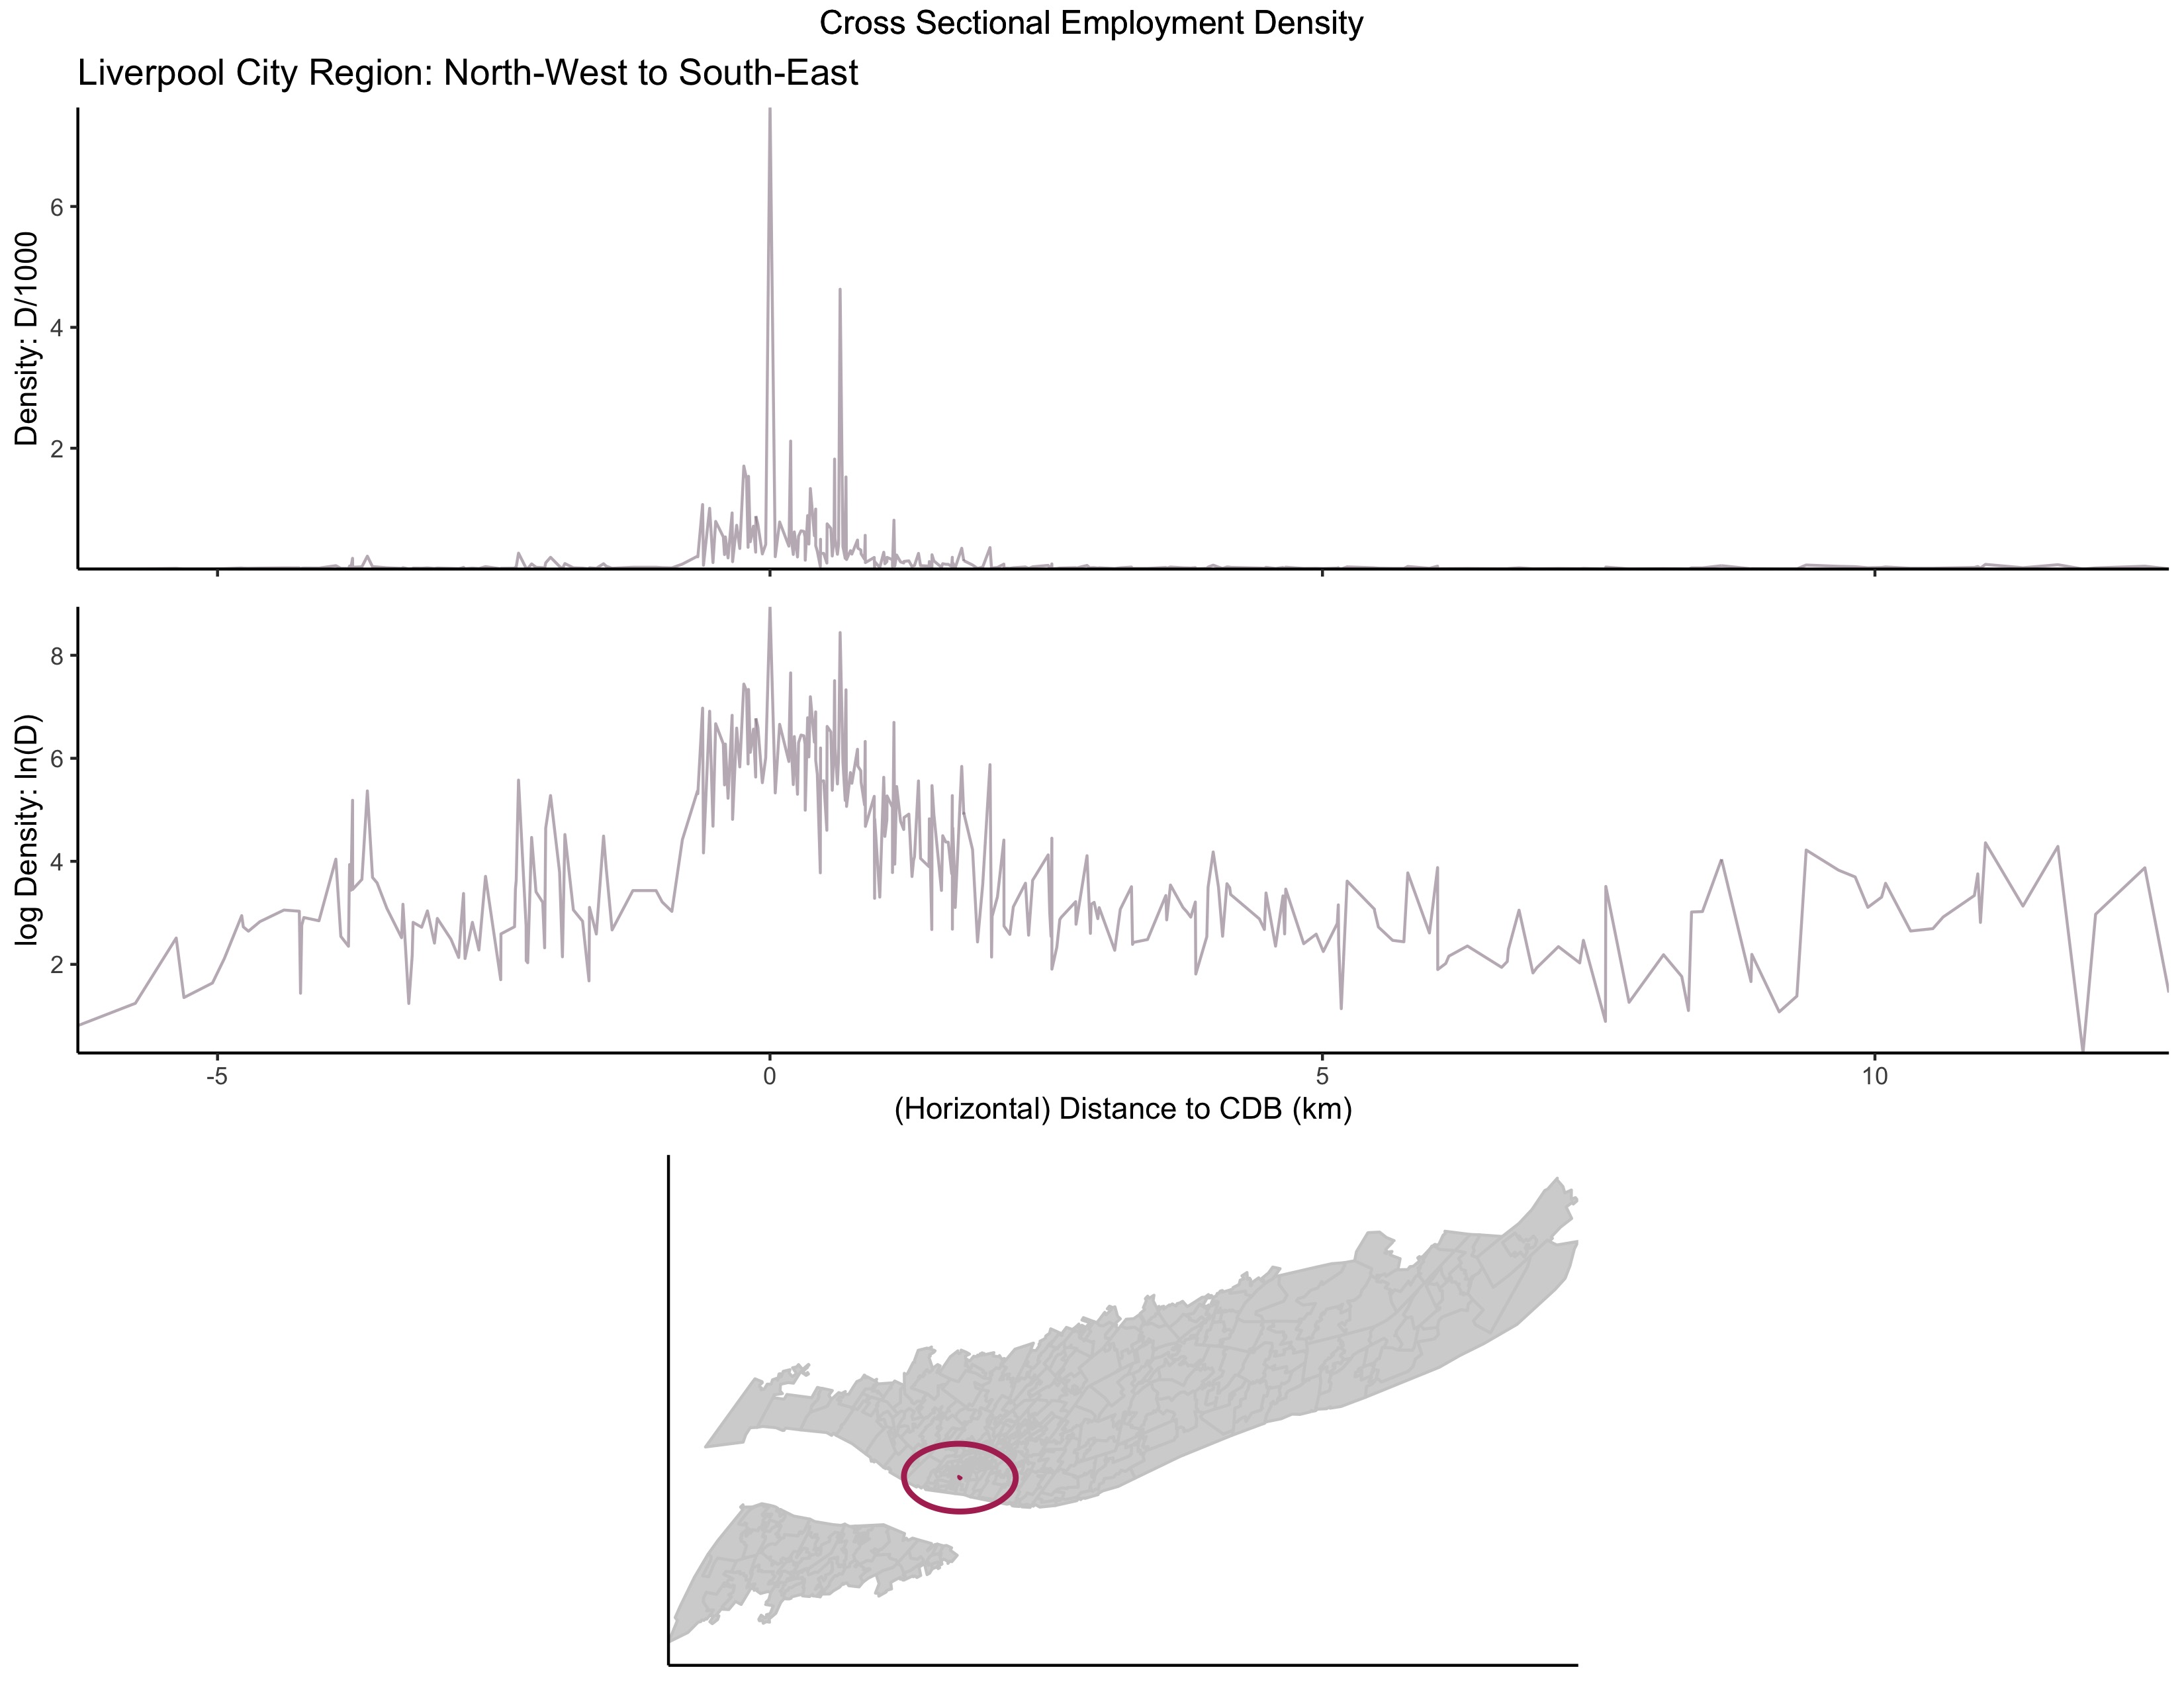 Cross Sectional Employment Density
Liverpool City Region: North-West to South-East
Density: D/1000
6
4
2
log Density: ln(D)
8
6
4
2
-5
0
5
10
(Horizontal) Distance to CDB (km)